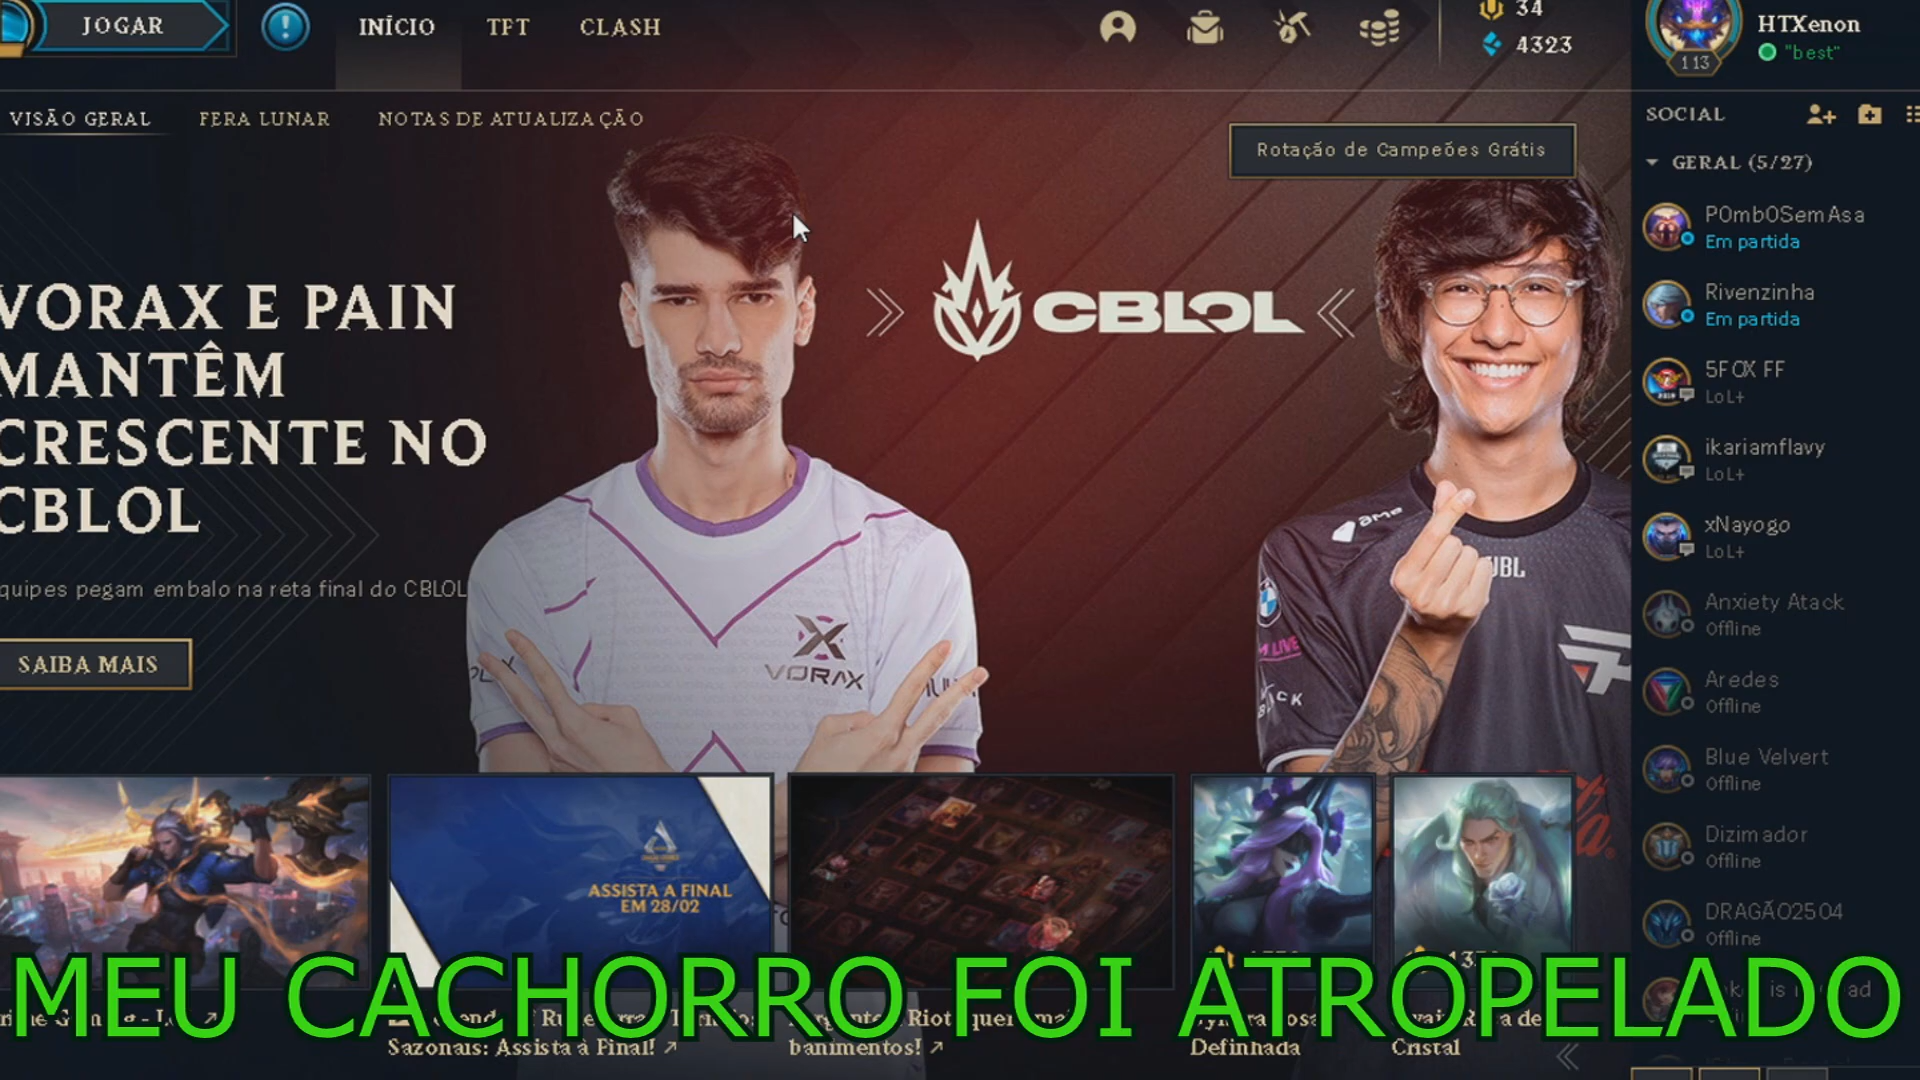 JOGAR
INÍCIO
TFT
CLASH
34
4323
HTXenon
"best"
113
VISÃO GERAL
FERA LUNAR
NOTAS DE ATUALIZAÇÃO
SOCIAL
Rotação de Campeões Grátis
GERAL (5/27)
P0mb0SemAsa
Em partida
Rivenzinha
Em partida
5FOX FF
LoL+
ikariamflavy
LoL+
xNayogo
LoL+
Anxiety Atack
Offline
Aredes
Offline
Blue Velvert
Offline
Dizimador
Offline
DRAGÃO2504
Offline
VORAX E PAIN
MANTÊM
CRESCENTE NO
CBLOL
quipes pegam embalo na reta final do CBLOL
SAIBA MAIS
CBLOL
VORAX
ame
JBL
ASSISTA A FINAL
EM 28/02
MEU CACHORRO FOI ATROPELADO
Sazonais: Assista à Final!
banimentos!
Definhada
Cristal